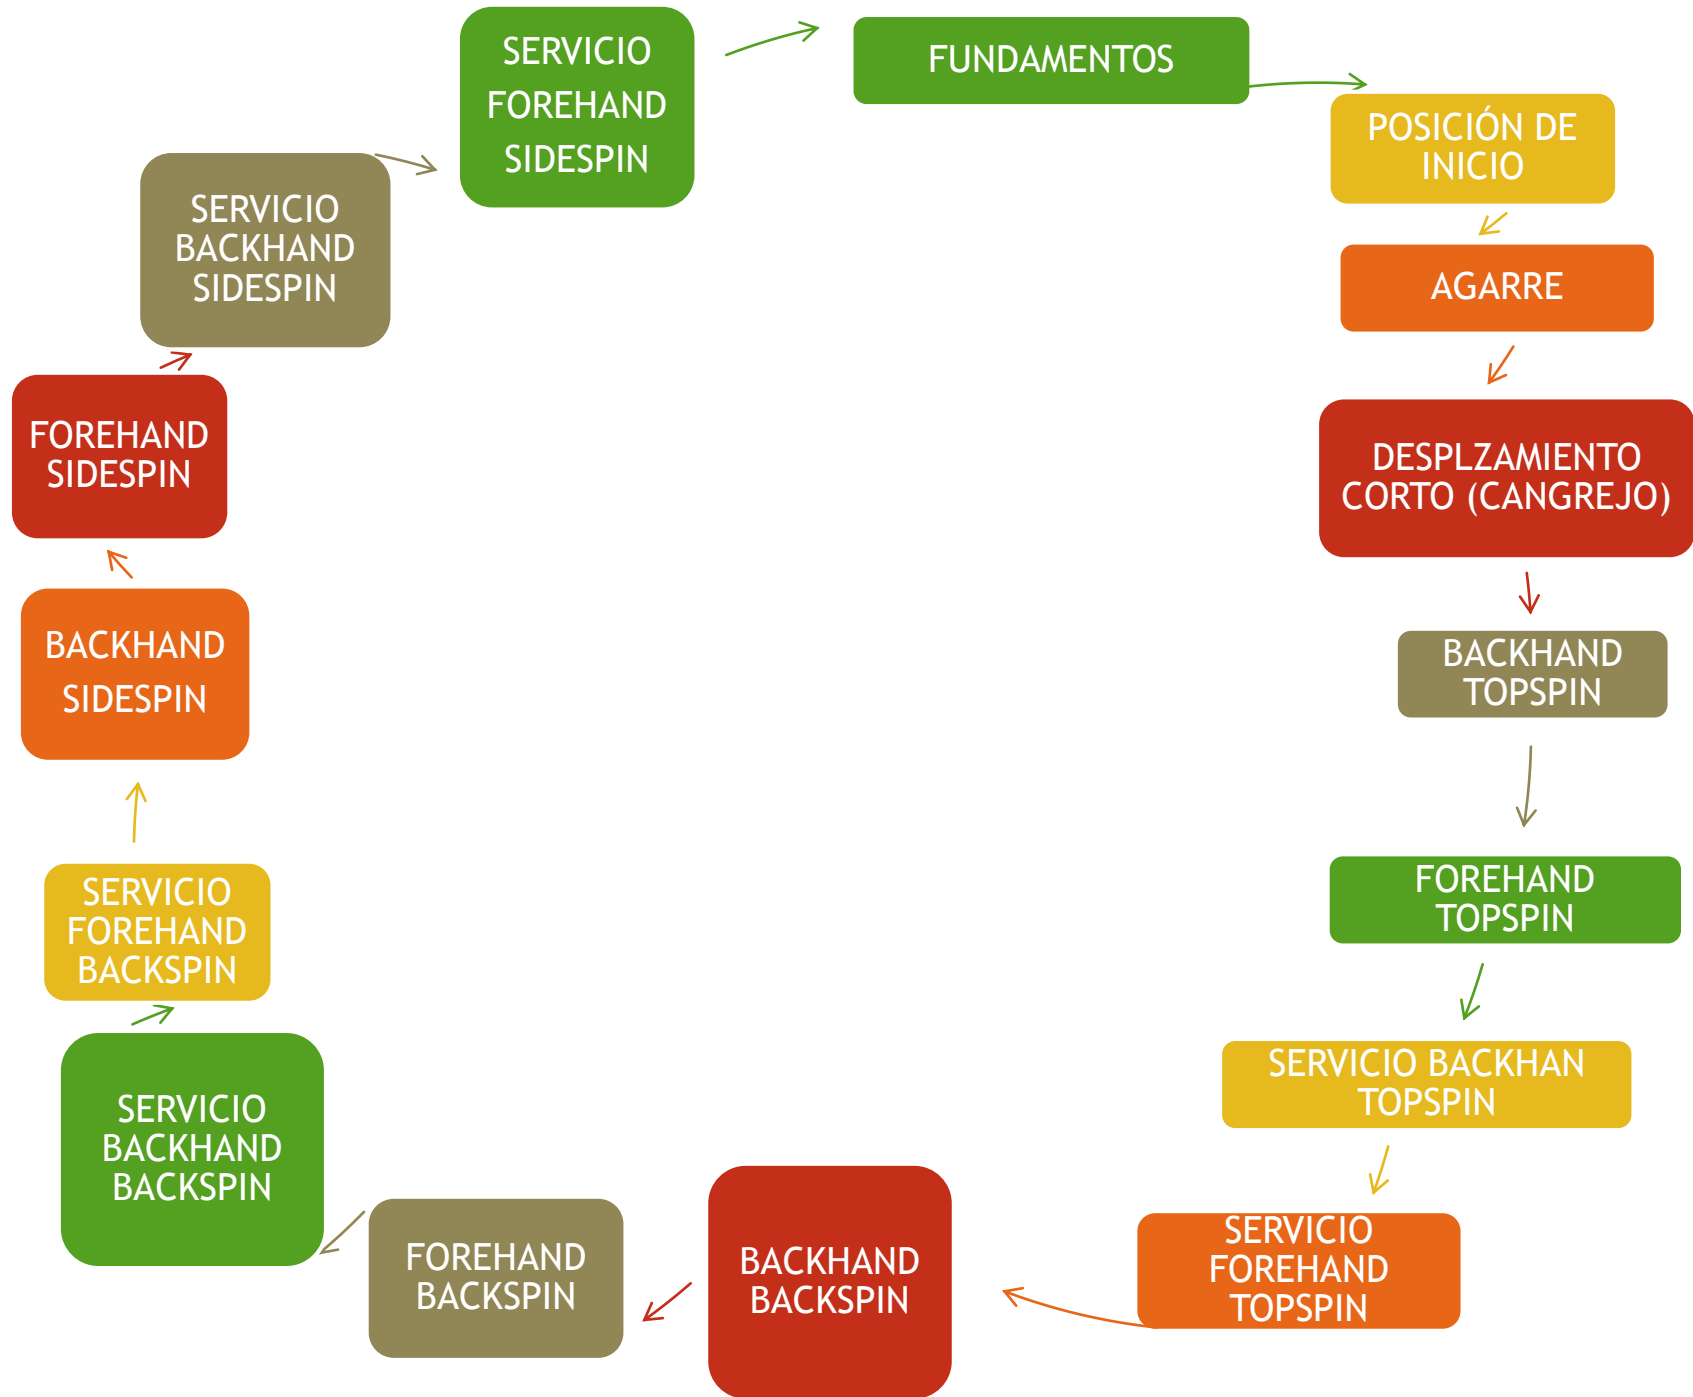 FUNDAMENTOS
POSICIÓN DE
INICIO
AGARRE
DESPLZAMIENTO
CORTO (CANGREJO)
BACKHAND
TOPSPIN
FOREHAND
TOPSPIN
SERVICIO BACKHAN
TOPSPIN
SERVICIO
FOREHAND
TOPSPIN
BACKHAND
BACKSPIN
FOREHAND
BACKSPIN
SERVICIO
BACKHAND
BACKSPIN
SERVICIO
FOREHAND
BACKSPIN
BACKHAND
SIDESPIN
FOREHAND
SIDESPIN
SERVICIO
BACKHAND
SIDESPIN
SERVICIO
FOREHAND
SIDESPIN